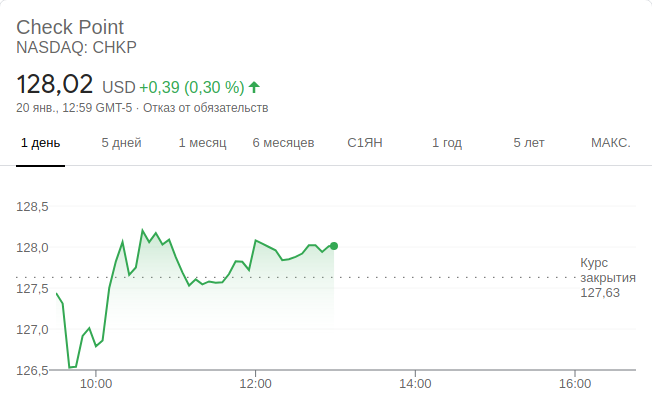 Check Point
NASDAQ: CHKP
128,02 USD +0,39 (0,30 %)
20 янв., 12:59 GMT-5 · Отказ от обязательств
1 день 5 дней 1 месяц 6 месяцев С1ЯН 1 год 5 лет МАКС.
128,5
128,0
Курс
закрытия
127,63
127,5
127,0
126,5
10:00 12:00 14:00 16:00